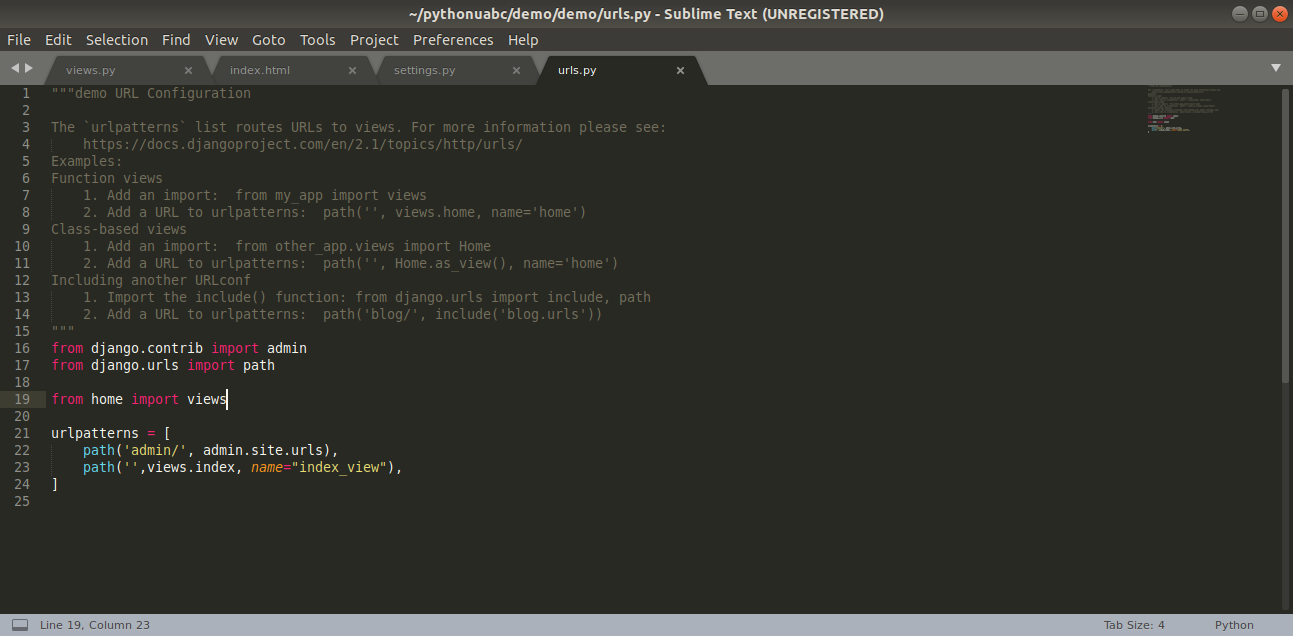 ~/pythonuabc/demo/demo/urls.py - Sublime Text (UNREGISTERED)
File Edit Selection Find View Goto Tools Project Preferences Help
views.py × index.html × settings.py × urls.py ×
1 """demo URL Configuration
2
3 The `urlpatterns` list routes URLs to views. For more information please see:
4     https://docs.djangoproject.com/en/2.1/topics/http/urls/
5 Examples:
6 Function views
7     1. Add an import:  from my_app import views
8     2. Add a URL to urlpatterns:  path('', views.home, name='home')
9 Class-based views
10     1. Add an import:  from other_app.views import Home
11     2. Add a URL to urlpatterns:  path('', Home.as_view(), name='home')
12 Including another URLconf
13     1. Import the include() function: from django.urls import include, path
14     2. Add a URL to urlpatterns:  path('blog/', include('blog.urls'))
15 """
16 from django.contrib import admin
17 from django.urls import path
18
19 from home import views
20
21 urlpatterns = [
22     path('admin/', admin.site.urls),
23     path('',views.index, name="index_view"),
24 ]
25
Line 19, Column 23 Tab Size: 4 Python